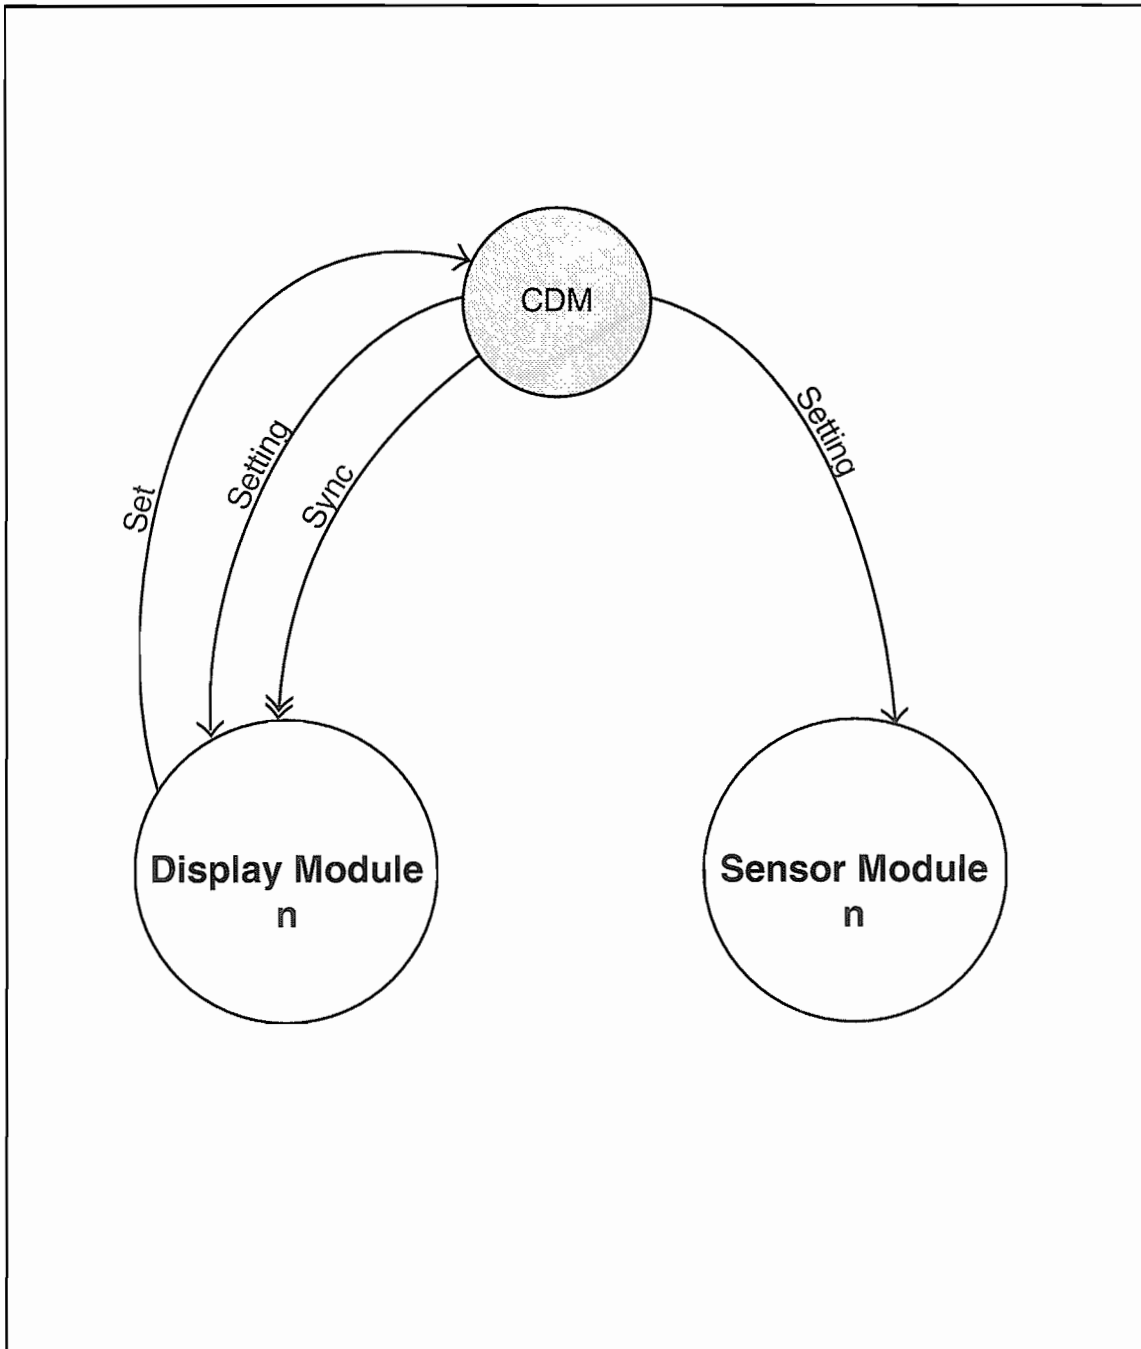 CDM
Set
Setting
Sync
Setting
Display Module
n
Sensor Module
n